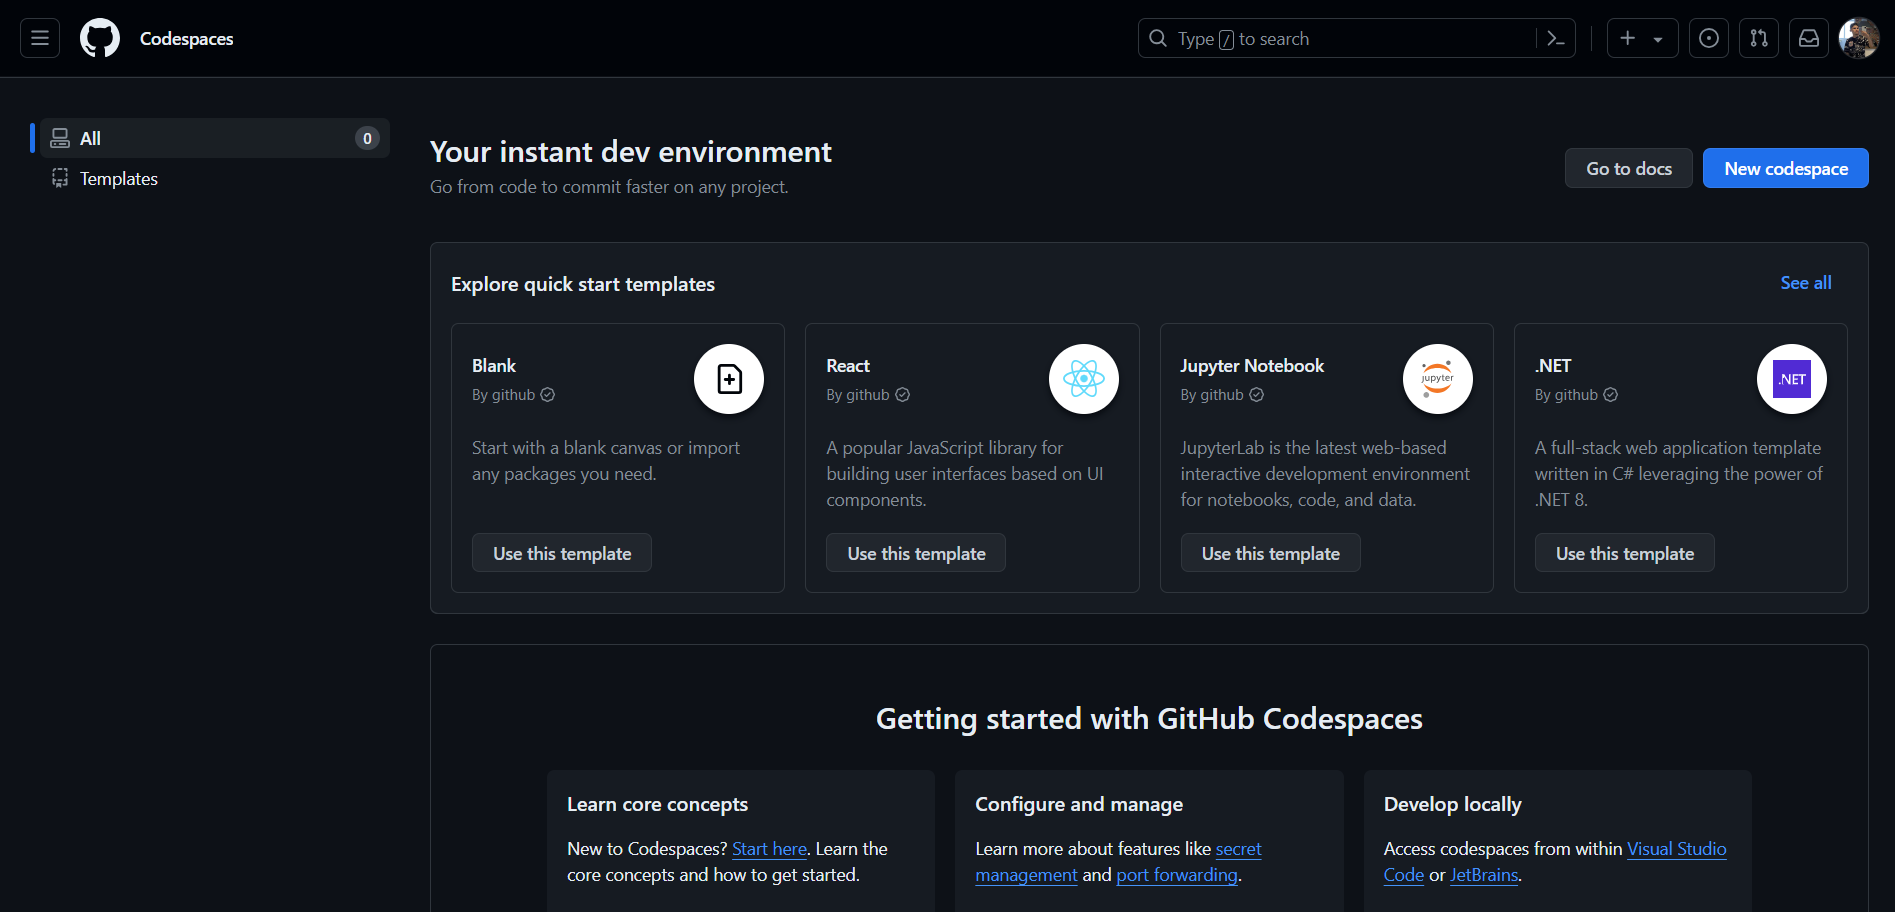 Codespaces
Type / to search
All
0
Templates
Your instant dev environment
Go from code to commit faster on any project.
Go to docs
New codespace
Explore quick start templates
See all
Blank
By github
Start with a blank canvas or import
any packages you need.
Use this template
React
By github
A popular JavaScript library for
building user interfaces based on UI
components.
Use this template
Jupyter Notebook
By github
jupyter
JupyterLab is the latest web-based
interactive development environment
for notebooks, code, and data.
Use this template
.NET
By github
.NET
A full-stack web application template
written in C# leveraging the power of
.NET 8.
Use this template
Getting started with GitHub Codespaces
Learn core concepts
New to Codespaces? Start here. Learn the
core concepts and how to get started.
Configure and manage
Learn more about features like secret
management and port forwarding.
Develop locally
Access codespaces from within Visual Studio
Code or JetBrains.